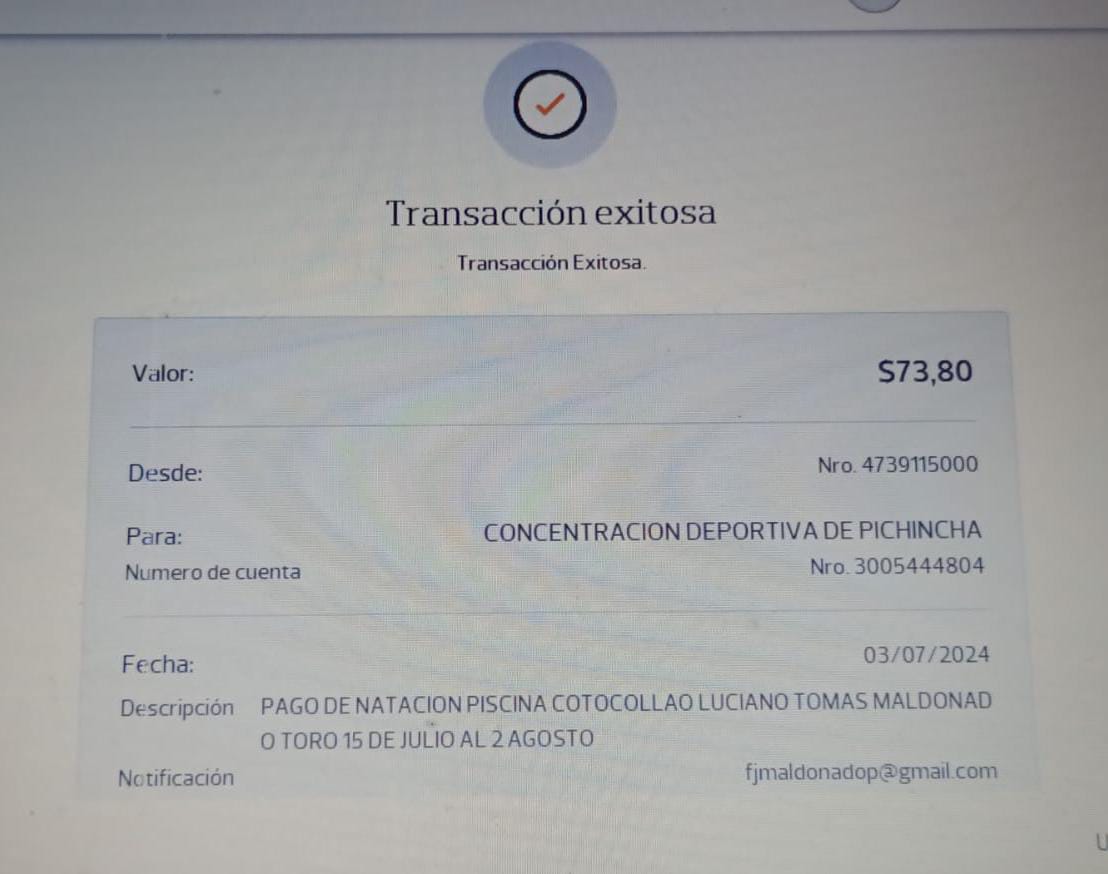 Transacción exitosa
Transacción Exitosa.
Valor: $73,80
Desde: Nro. 4739115000
Para: CONCENTRACION DEPORTIVA DE PICHINCHA
Numero de cuenta Nro. 3005444804
Fecha: 03/07/2024
Descripción PAGO DE NATACION PISCINA COTOCOLLAO LUCIANO TOMAS MALDONAD
O TORO 15 DE JULIO AL 2 AGOSTO
Notificación fjmaldonadop@gmail.com